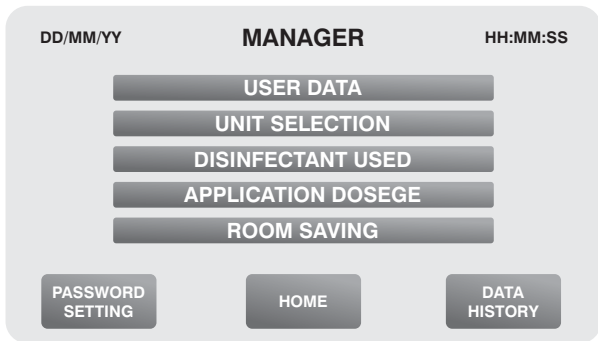 DD/MM/YY MANAGER HH:MM:SS
USER DATA
UNIT SELECTION
DISINFECTANT USED
APPLICATION DOSEGE
ROOM SAVING
PASSWORD
SETTING
HOME
DATA
HISTORY